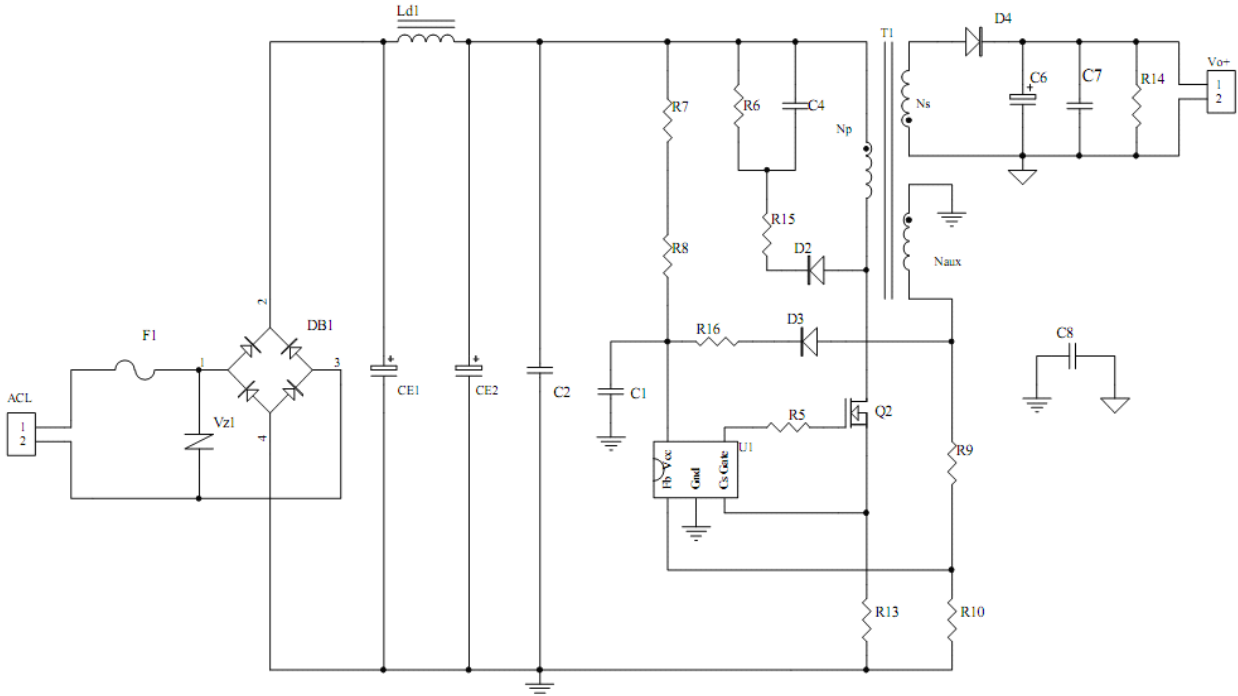 Ld1
D4
T1
Vo+
C6
C7
R14
1
2
R6
C4
R7
Np
Ns
R15
R8
D2
Naux
2
F1
DB1
R16
D3
C8
1
3
ACL
CE1
CE2
C2
C1
1
2
Vz1
4
R5
Q2
U1
Vcc
Fb
Gnd
Gate
Cs
R9
R13
R10